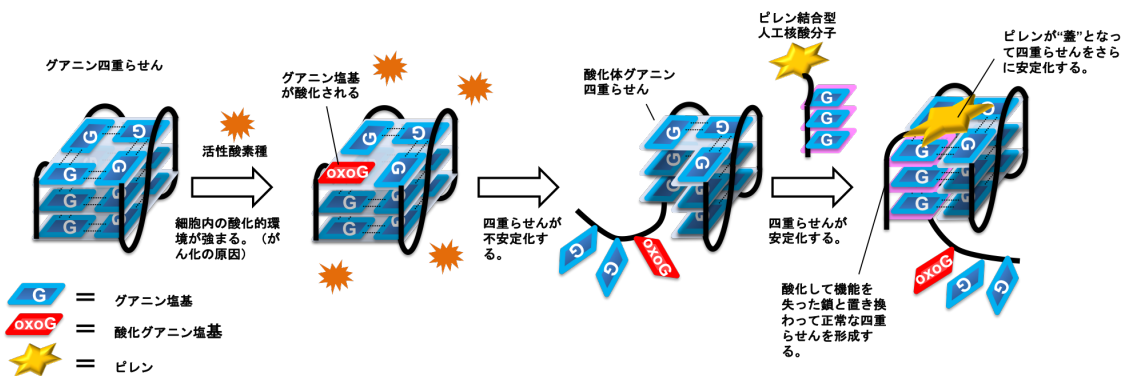 グアニン四重らせん
G
G
G
G
G
G
活性酸素種
細胞内の酸化的環
境が強まる。（が
ん化の原因）
グアニン塩基
が酸化される
G
G
oxoG
G
G
G
四重らせんが
不安定化す
る。
酸化体グアニン
四重らせん
G
G
G
G
G
oxoG
ピレン結合型
人工核酸分子
G
G
G
四重らせんが
安定化する。
ピレンが“蓋”となっ
て四重らせんをさら
に安定化する。
G
G
G
G
oxoG
G
G
酸化して機能を
失った鎖と置き換
わって正常な四重
らせんを形成す
る。
G = グアニン塩基
oxoG = 酸化グアニン塩基
= ピレン